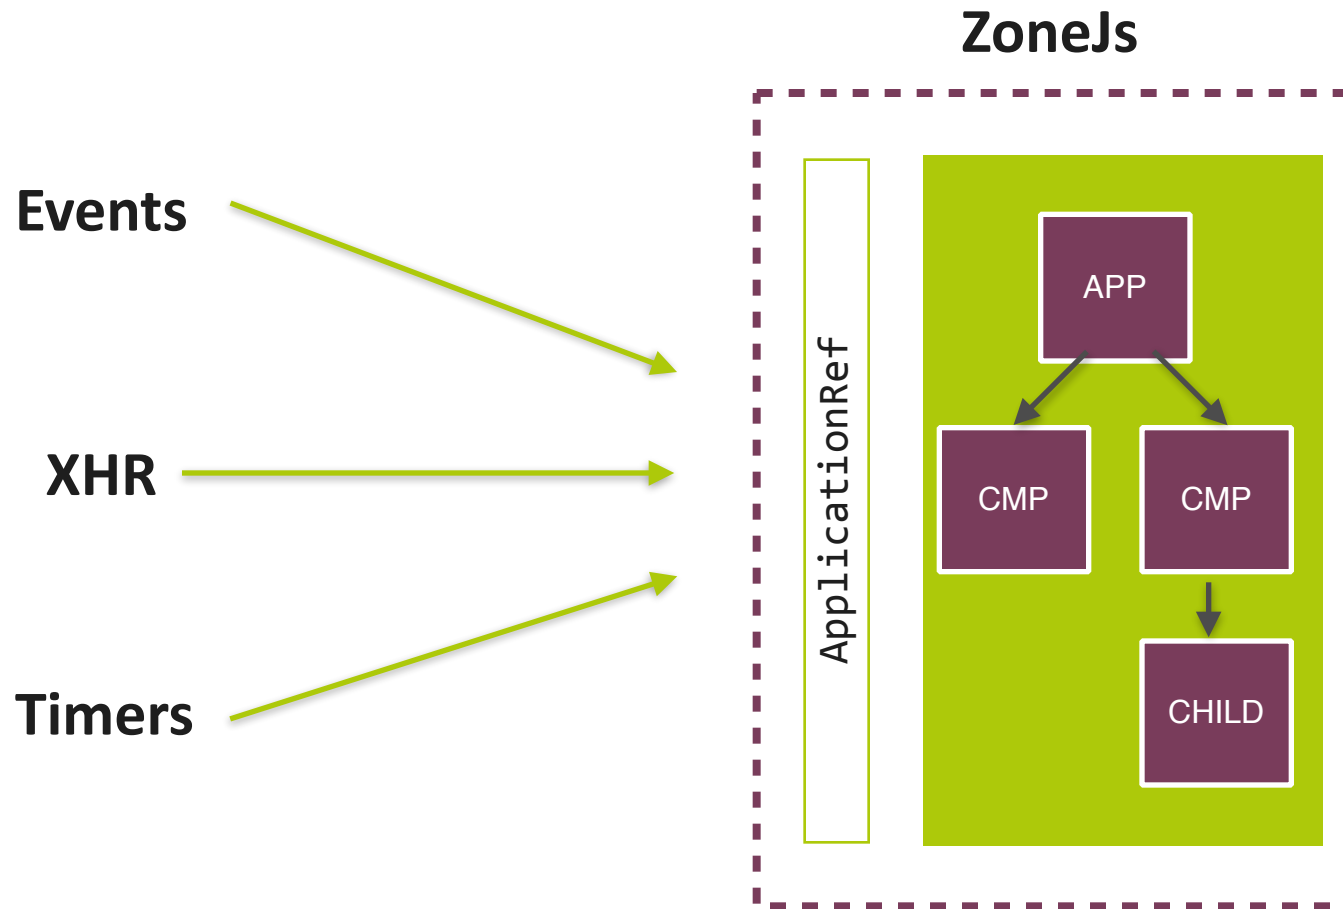 ZoneJs
Events
XHR
Timers
ApplicationRef
APP
CMP
CMP
CHILD